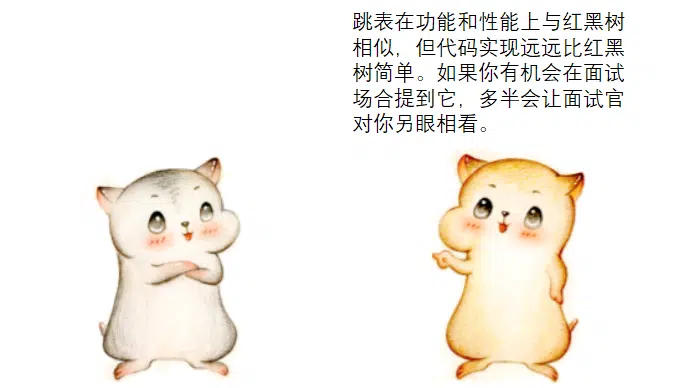 跳表在功能和性能上与红黑树
相似，但代码实现远远比红黑
树简单。如果你有机会在面试
场合提到它，多半会让面试官
对你另眼相看。